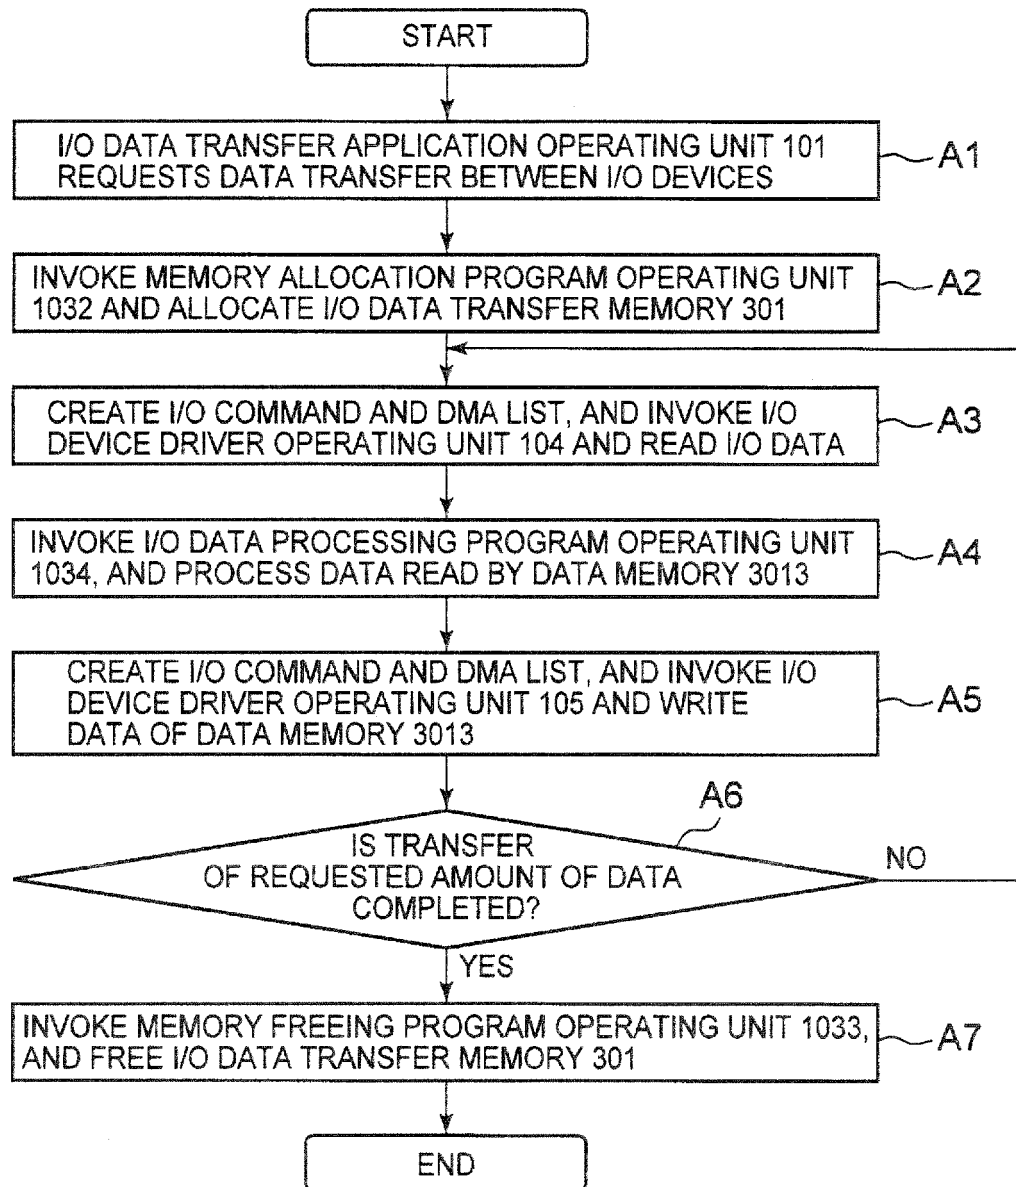 START
I/O DATA TRANSFER APPLICATION OPERATING UNIT 101
REQUESTS DATA TRANSFER BETWEEN I/O DEVICES
A1
INVOKE MEMORY ALLOCATION PROGRAM OPERATING UNIT
1032 AND ALLOCATE I/O DATA TRANSFER MEMORY 301
A2
CREATE I/O COMMAND AND DMA LIST, AND INVOKE I/O
DEVICE DRIVER OPERATING UNIT 104 AND READ I/O DATA
A3
INVOKE I/O DATA PROCESSING PROGRAM OPERATING UNIT
1034, AND PROCESS DATA READ BY DATA MEMORY 3013
A4
CREATE I/O COMMAND AND DMA LIST, AND INVOKE I/O
DEVICE DRIVER OPERATING UNIT 105 AND WRITE
DATA OF DATA MEMORY 3013
A5
A6
IS TRANSFER
OF REQUESTED AMOUNT OF DATA
COMPLETED?
NO
YES
INVOKE MEMORY FREEING PROGRAM OPERATING UNIT 1033,
AND FREE I/O DATA TRANSFER MEMORY 301
A7
END